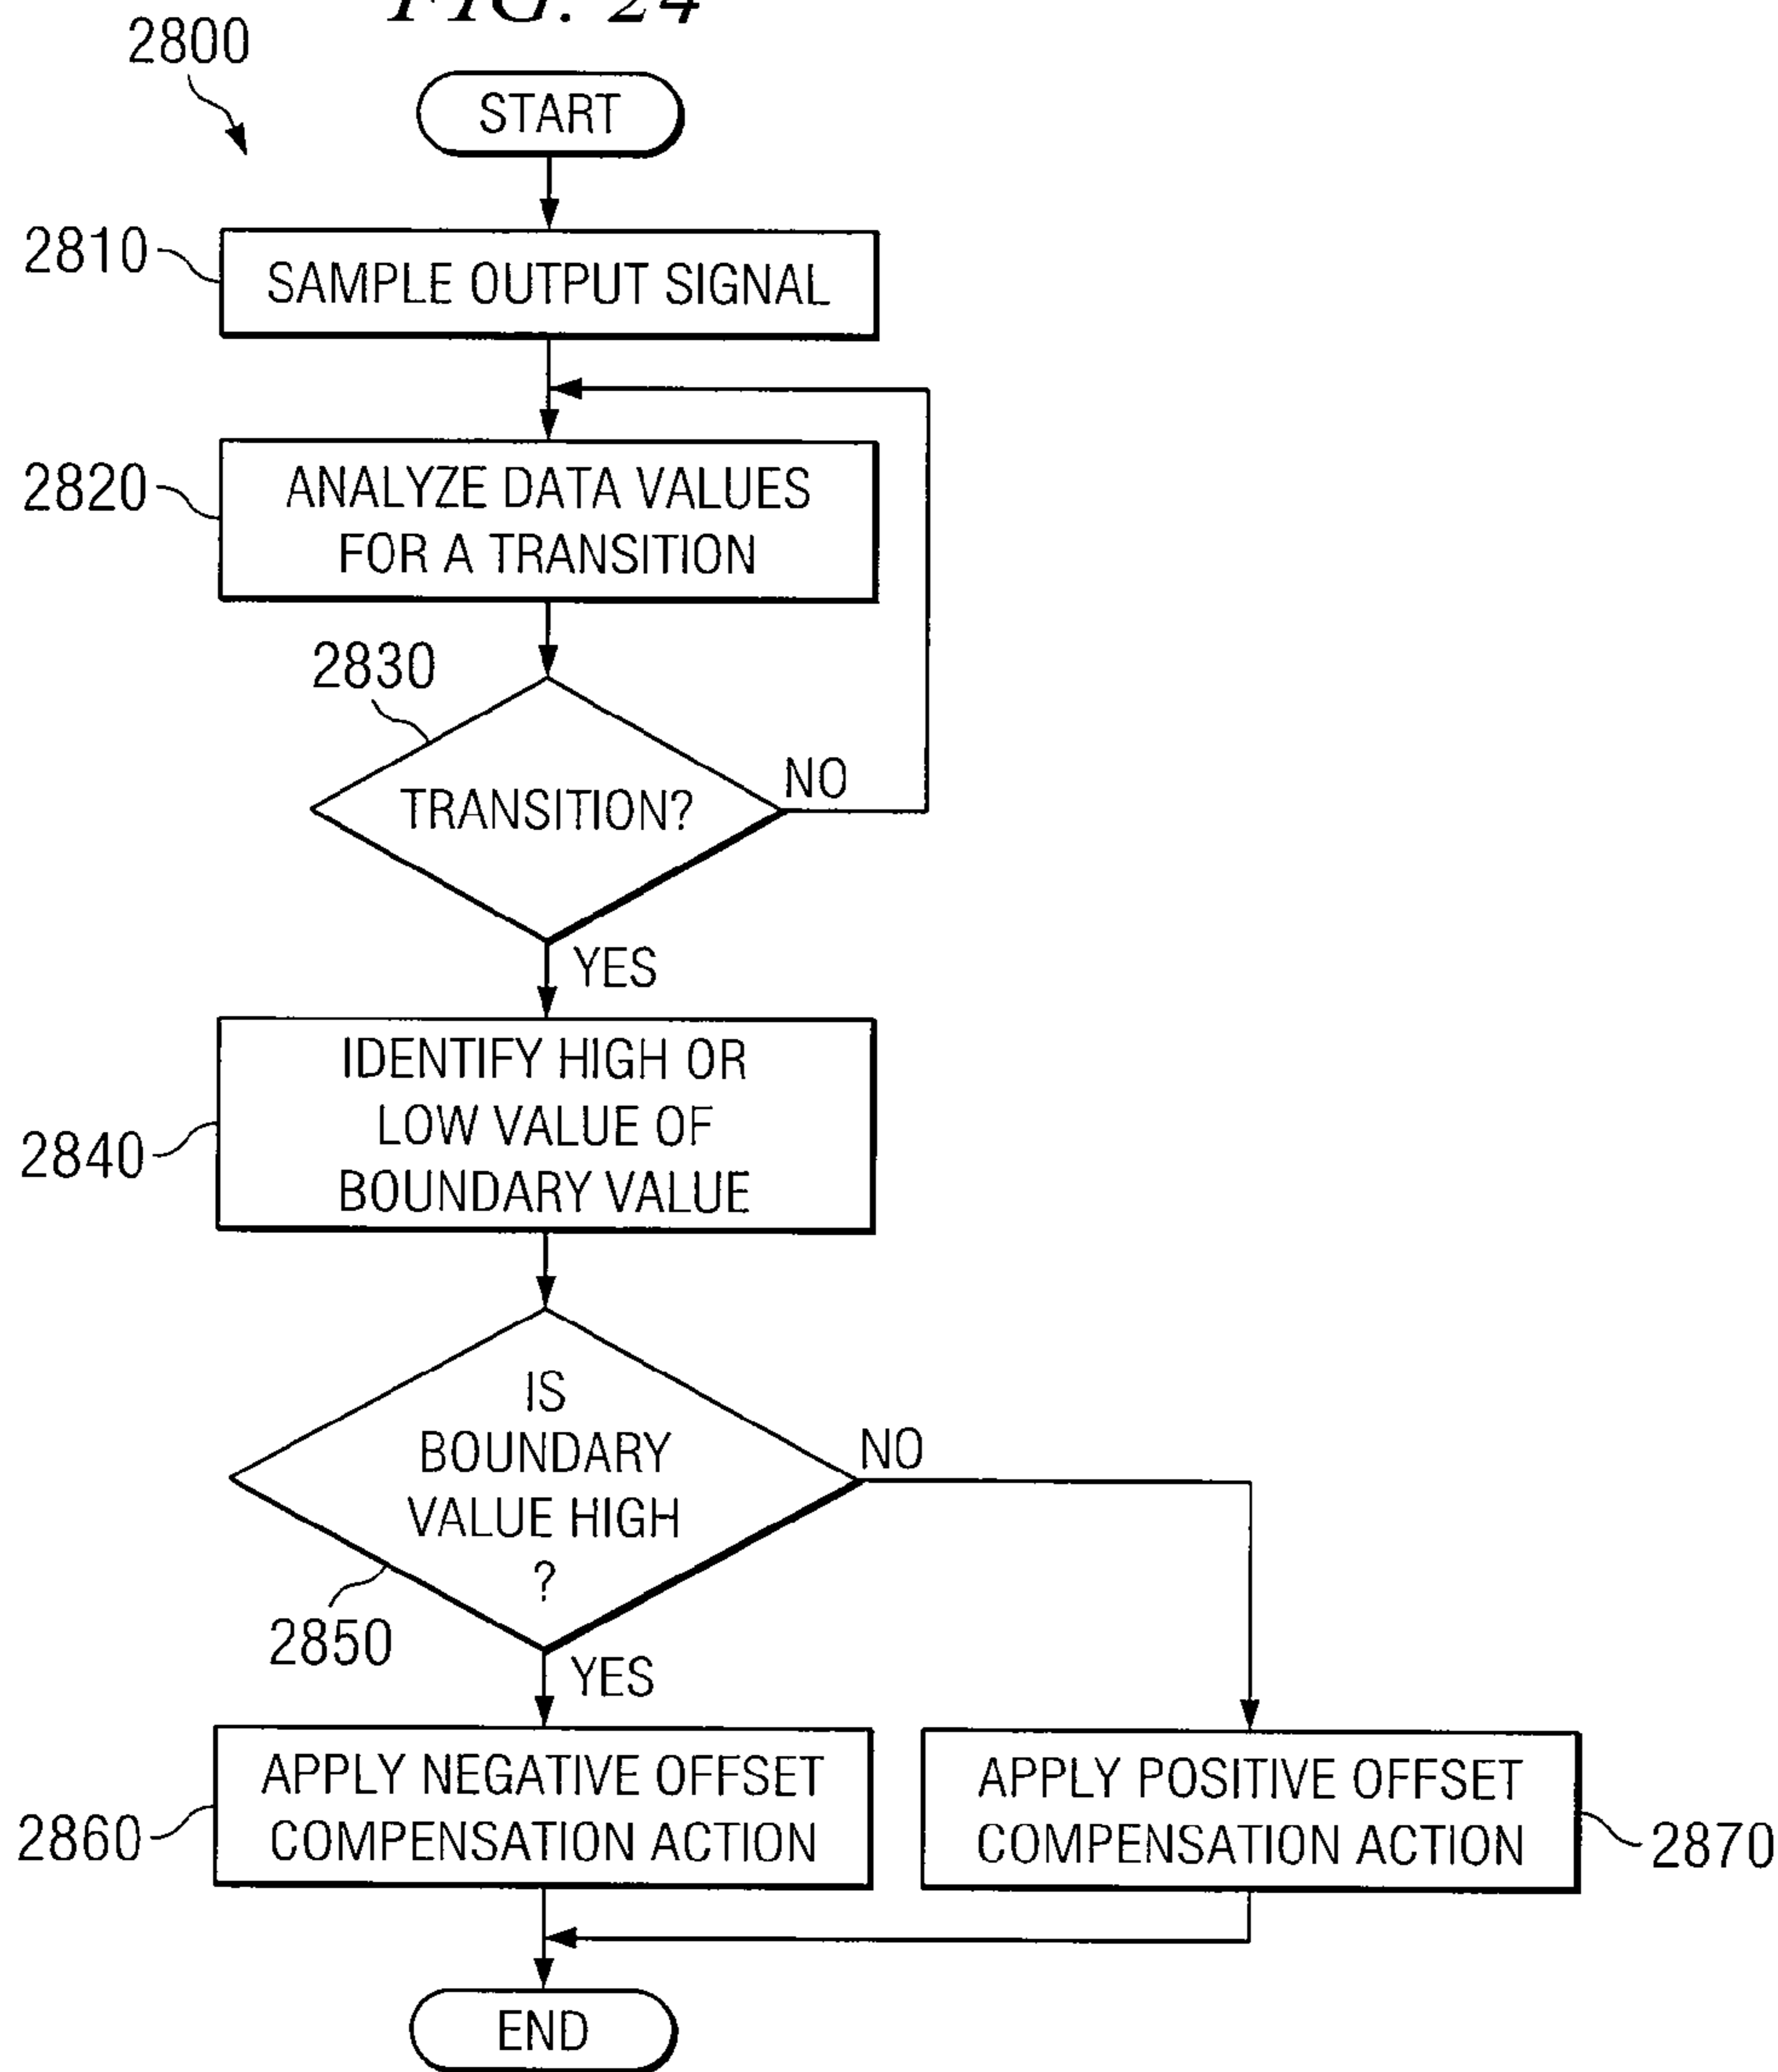 FIG. 24
2800
START
2810
SAMPLE OUTPUT SIGNAL
2820
ANALYZE DATA VALUES
FOR A TRANSITION
2830
TRANSITION?
NO
YES
2840
IDENTIFY HIGH OR
LOW VALUE OF
BOUNDARY VALUE
IS
BOUNDARY
VALUE HIGH
?
NO
2850
YES
2860
APPLY NEGATIVE OFFSET
COMPENSATION ACTION
APPLY POSITIVE OFFSET
COMPENSATION ACTION
2870
END